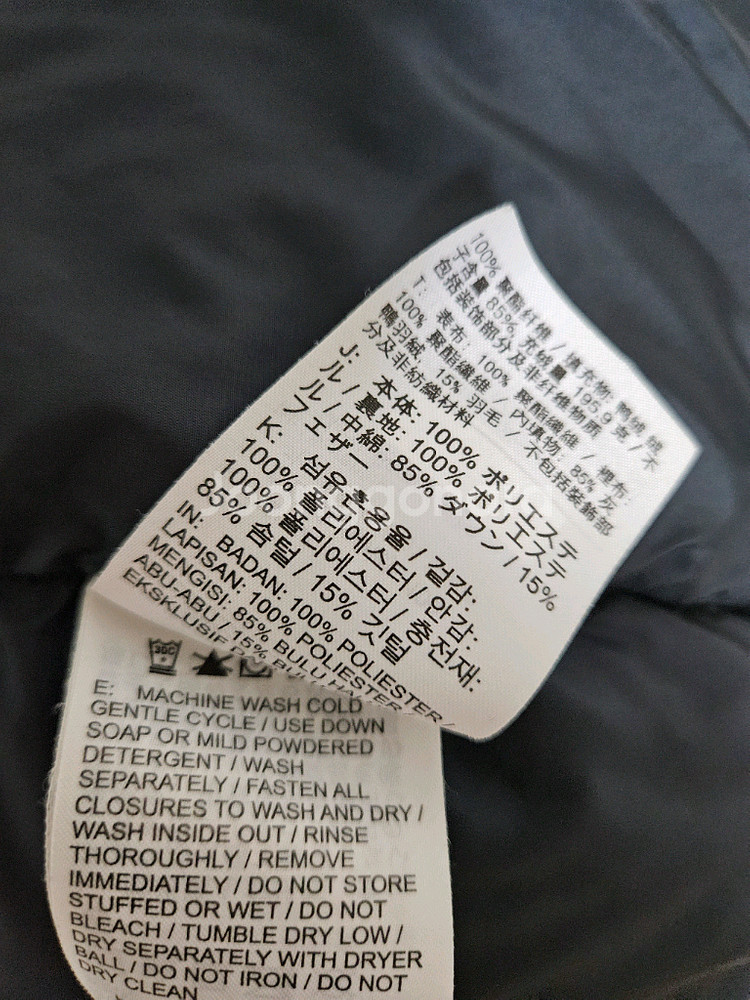 100% 聚酯纤维 / 填充物: 鸭绒 绒
子含量 85%, 充绒量 195.9 克 / 不
包括装饰部分及非纤维物质
T: 表布: 100% 聚酯纖維 / 裡布:
100% 聚酯纖維 / 內填物: 85% 灰
鴨羽絨, 15% 羽毛 / 不包括裝飾部
分及非紡織材料
J: 本体: 100% ポリエステ
ル / 裏地: 100% ポリエステ
ル / 中綿: 85% ダウン / 15%
フェザー
K: 섬유혼용율 / 겉감:
100% 폴리에스터 / 안감:
100% 폴리에스터 / 충전재:
85% 솜털 / 15% 깃털
IN: BADAN: 100% POLIESTER /
LAPISAN: 100% POLIESTER /
MENGISI: 85% BULU HALUS
ABU-ABU / 15% BULU
EKSKLUSIF
30C
E: MACHINE WASH COLD
GENTLE CYCLE / USE DOWN
SOAP OR MILD POWDERED
DETERGENT / WASH
SEPARATELY / FASTEN ALL
CLOSURES TO WASH AND DRY /
WASH INSIDE OUT / RINSE
THOROUGHLY / REMOVE
IMMEDIATELY / DO NOT STORE
STUFFED OR WET / DO NOT
BLEACH / TUMBLE DRY LOW /
DRY SEPARATELY WITH DRYER
BALL / DO NOT IRON / DO NOT
DRY CLEAN